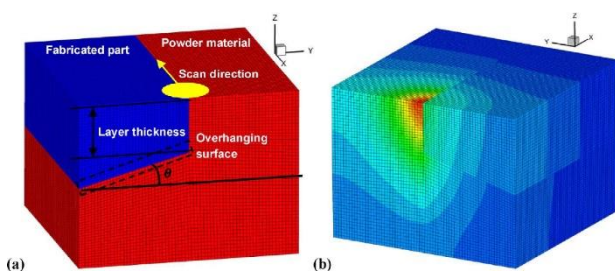 Fabricated part
Powder material
Scan direction
Layer thickness
Overhanging
surface
θ
Z
Y
X
Z
Y
X
(a)
(b)